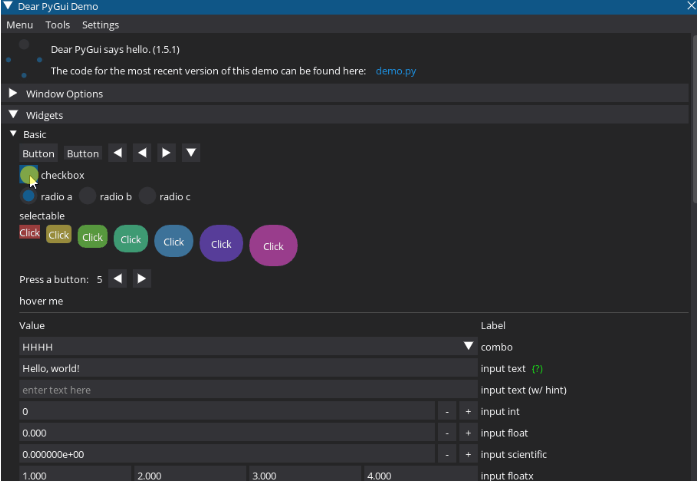 Dear PyGui Demo
Menu Tools Settings
Dear PyGui says hello. (1.5.1)
The code for the most recent version of this demo can be found here: demo.py
Window Options
Widgets
Basic
Button Button
checkbox
radio a radio b radio c
selectable
Click Click Click Click Click Click Click
Press a button: 5
hover me
Value Label
HHHH combo
Hello, world! input text (?)
enter text here input text (w/ hint)
0 - + input int
0.000 - + input float
0.000000e+00 - + input scientific
1.000 2.000 3.000 4.000 input floatx